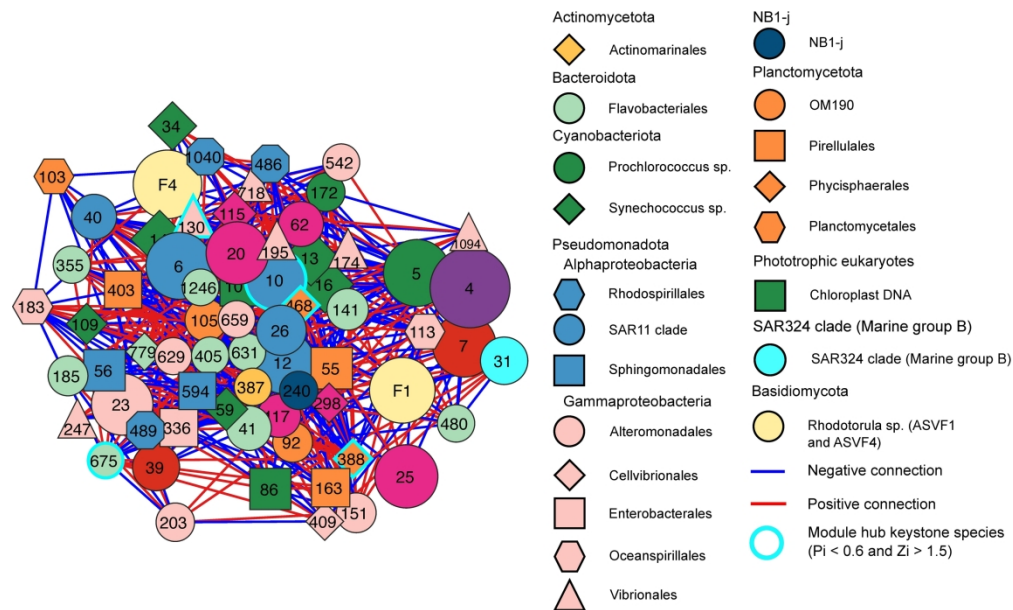 34
1040
486
542
103
F4
718
172
40
115
62
130
1
20
195
174
1094
355
6
13
5
1246
10
10
16
4
183
403
468
141
105
659
26
113
7
109
31
779
629
405
631
12
55
185
56
594
387
240
F1
23
59
298
247
41
117
480
489
336
92
675
39
388
25
86
163
203
409
151
Actinomycetota
Actinomarinales
Bacteroidota
Flavobacteriales
Cyanobacteriota
Prochlorococcus sp.
Synechococcus sp.
Pseudomonadota
Alphaproteobacteria
Rhodospirillales
SAR11 clade
Sphingomonadales
Gammaproteobacteria
Alteromonadales
Cellvibrionales
Enterobacterales
Oceanspirillales
Vibrionales
NB1-j
NB1-j
Planctomycetota
OM190
Pirellulales
Phycisphaerales
Planctomycetales
Phototrophic eukaryotes
Chloroplast DNA
SAR324 clade (Marine group B)
SAR324 clade (Marine group B)
Basidiomycota
Rhodotorula sp. (ASVF1
and ASVF4)
Negative connection
Positive connection
Module hub keystone species
(Pi < 0.6 and Zi > 1.5)